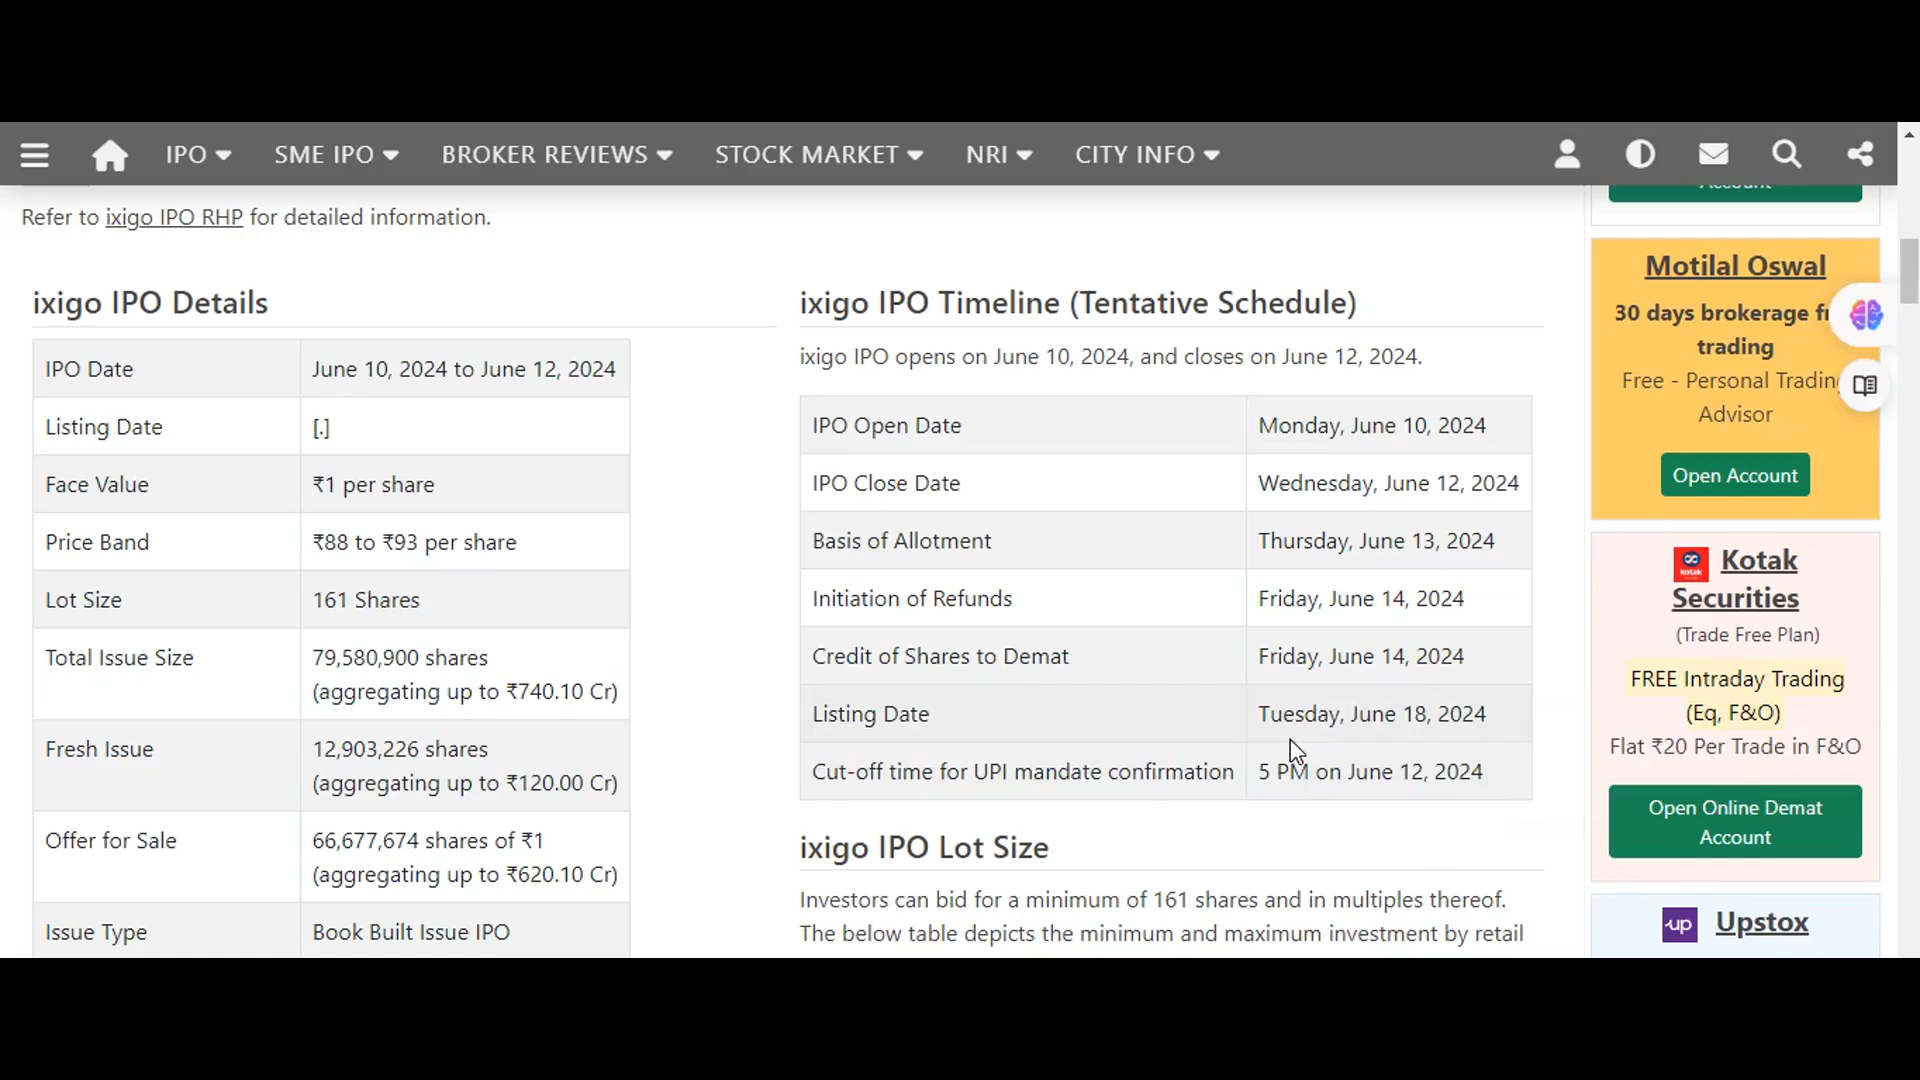 IPO SME IPO BROKER REVIEWS STOCK MARKET NRI CITY INFO
Refer to ixigo IPO RHP for detailed information.
ixigo IPO Details
IPO Date June 10, 2024 to June 12, 2024
Listing Date [.]
Face Value ₹1 per share
Price Band ₹88 to ₹93 per share
Lot Size 161 Shares
Total Issue Size 79,580,900 shares
(aggregating up to ₹740.10 Cr)
Fresh Issue 12,903,226 shares
(aggregating up to ₹120.00 Cr)
Offer for Sale 66,677,674 shares of ₹1
(aggregating up to ₹620.10 Cr)
Issue Type Book Built Issue IPO
ixigo IPO Timeline (Tentative Schedule)
ixigo IPO opens on June 10, 2024, and closes on June 12, 2024.
IPO Open Date Monday, June 10, 2024
IPO Close Date Wednesday, June 12, 2024
Basis of Allotment Thursday, June 13, 2024
Initiation of Refunds Friday, June 14, 2024
Credit of Shares to Demat Friday, June 14, 2024
Listing Date Tuesday, June 18, 2024
Cut-off time for UPI mandate confirmation 5 PM on June 12, 2024
ixigo IPO Lot Size
Investors can bid for a minimum of 161 shares and in multiples thereof.
The below table depicts the minimum and maximum investment by retail
Account
Motilal Oswal
30 days brokerage
trading
Free - Personal Trading
Advisor
Open Account
kotak
Kotak
Securities
(Trade Free Plan)
FREE Intraday Trading
(Eq, F&O)
Flat ₹20 Per Trade in F&O
Open Online Demat
Account
up Upstox